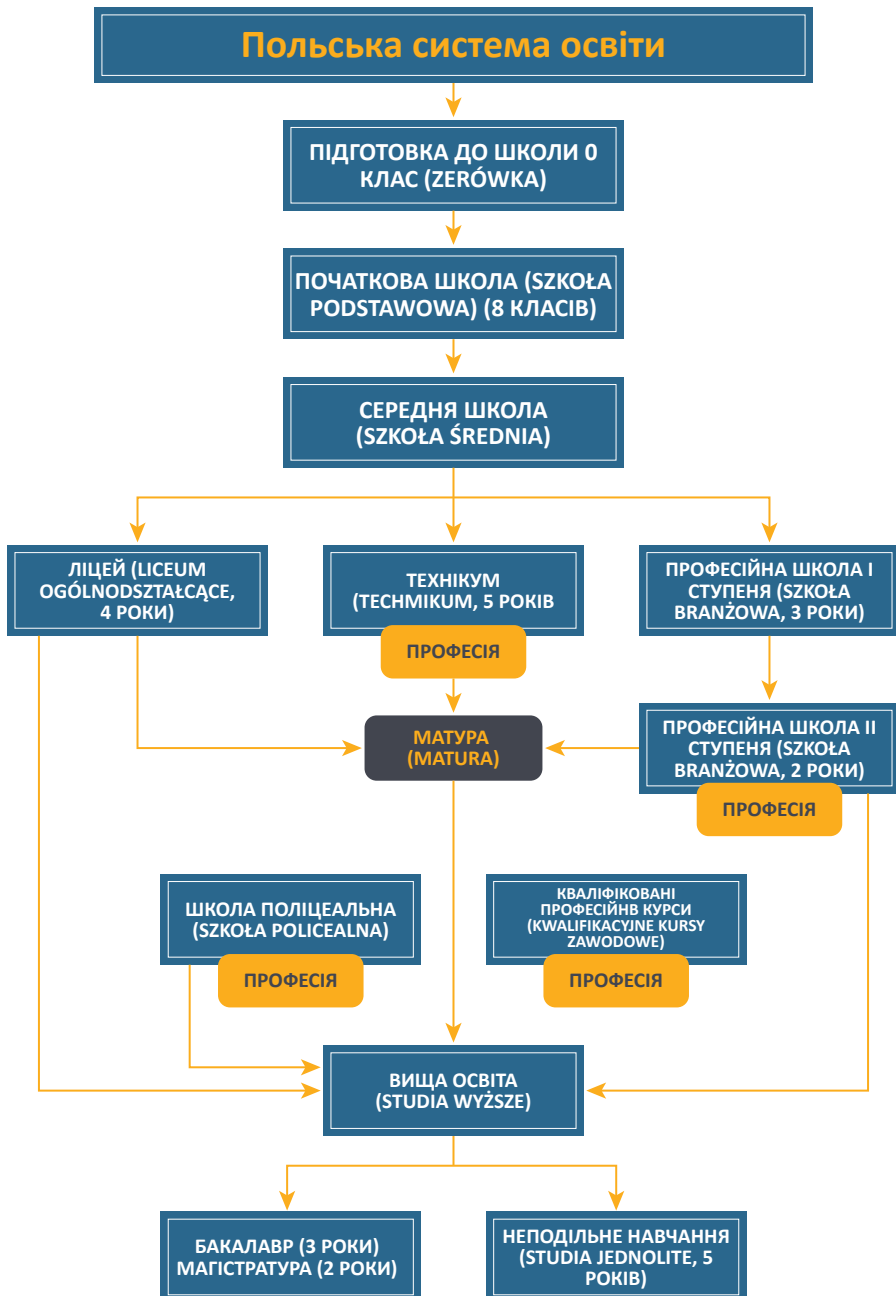 Польська система освіти
ПІДГОТОВКА ДО ШКОЛИ 0
КЛАС (ZERÓWKA)
ПОЧАТКОВА ШКОЛА (SZKOŁA
PODSTAWOWA) (8 КЛАСІВ)
СЕРЕДНЯ ШКОЛА
(SZKOŁA ŚREDNIA)
ЛІЦЕЙ (LICEUM
OGÓLNODSZTAŁCĄCE,
4 РОКИ)
ТЕХНІКУМ
(TECHMIKUM, 5 РОКІВ
ПРОФЕСІЯ
ПРОФЕСІЙНА ШКОЛА I
СТУПЕНЯ (SZKOŁA
BRANŻOWA, 3 РОКИ)
МАТУРА
(MATURA)
ПРОФЕСІЙНА ШКОЛА II
СТУПЕНЯ (SZKOŁA
BRANŻOWA, 2 РОКИ)
ПРОФЕСІЯ
ШКОЛА ПОЛІЦЕАЛЬНА
(SZKOŁA POLICEALNA)
ПРОФЕСІЯ
КВАЛІФІКОВАНІ
ПРОФЕСІЙНВ КУРСИ
(KWALIFIKACYJNE KURSY
ZAWODOWE)
ПРОФЕСІЯ
ВИЩА ОСВІТА
(STUDIA WYŻSZE)
БАКАЛАВР (3 РОКИ)
МАГІСТРАТУРА (2 РОКИ)
НЕПОДІЛЬНЕ НАВЧАННЯ
(STUDIA JEDNOLITE, 5
РОКІВ)